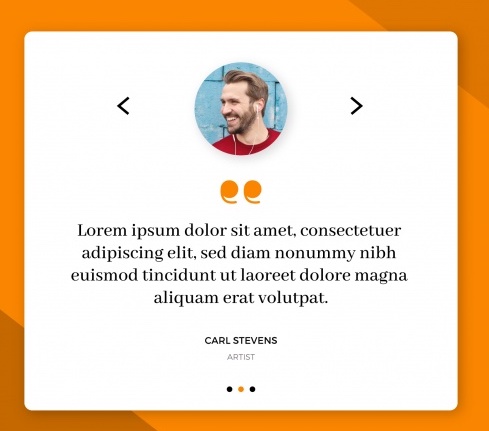 Lorem ipsum dolor sit amet, consectetuer
adipiscing elit, sed diam nonummy nibh
euismod tincidunt ut laoreet dolore magna
aliquam erat volutpat.
CARL STEVENS
ARTIST